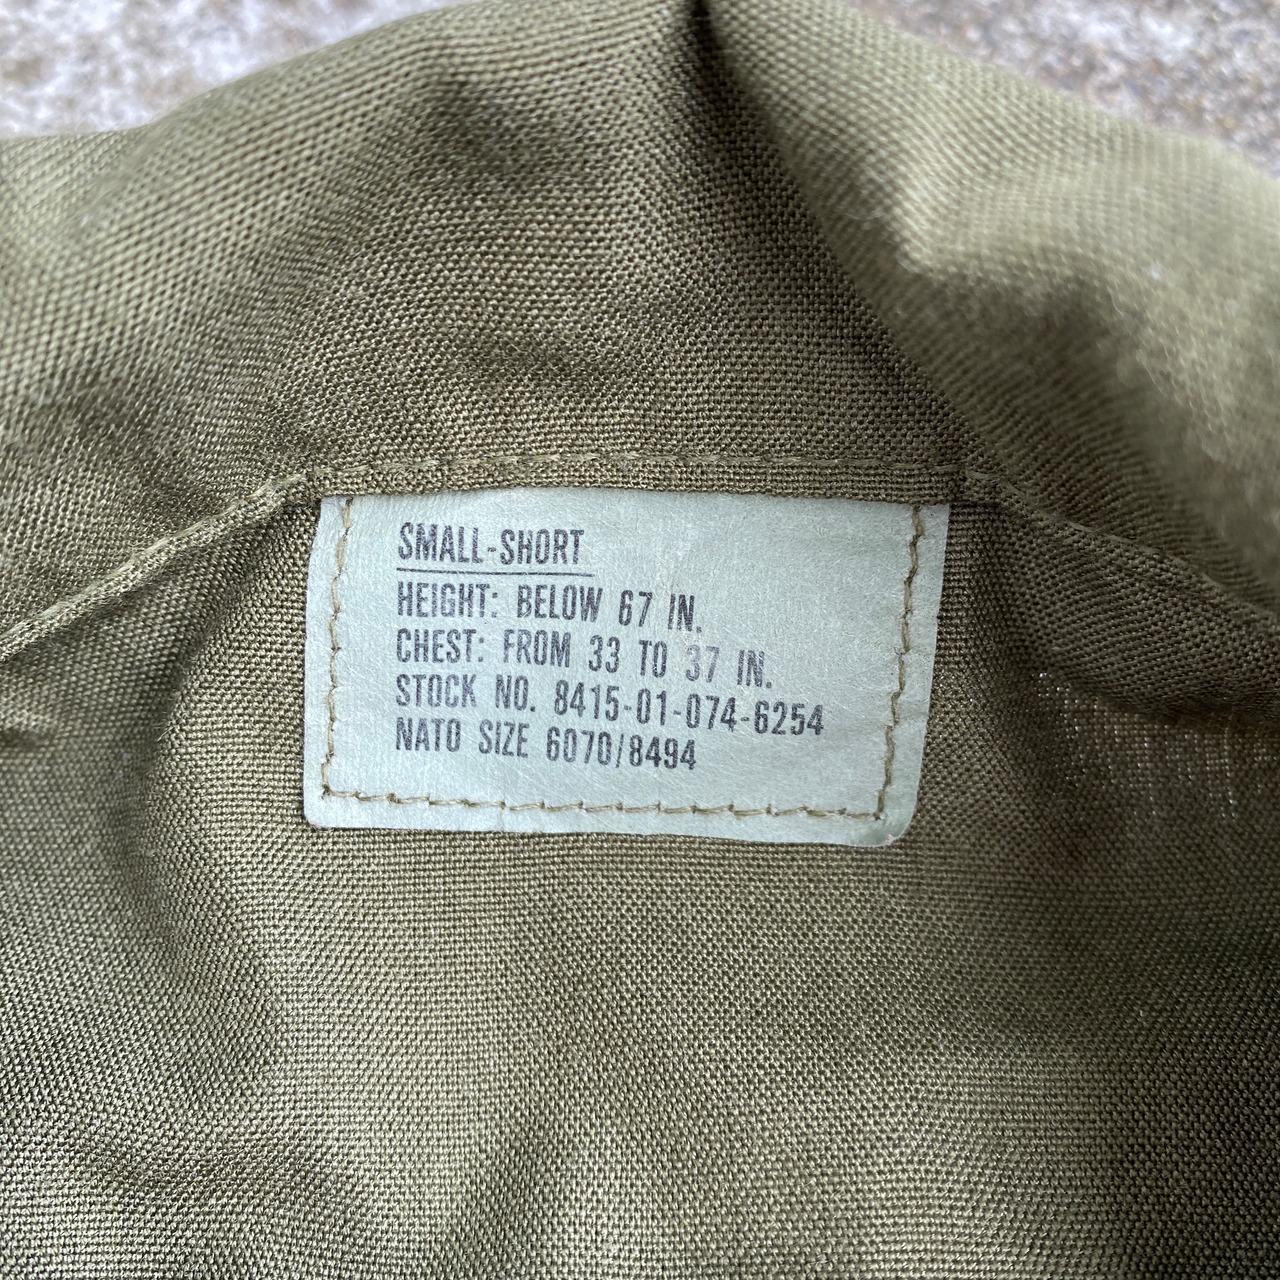 SMALL-SHORT
HEIGHT: BELOW 67 IN.
CHEST: FROM 33 TO 37 IN.
STOCK NO. 8415-01-074-6254
NATO SIZE 6070/8494